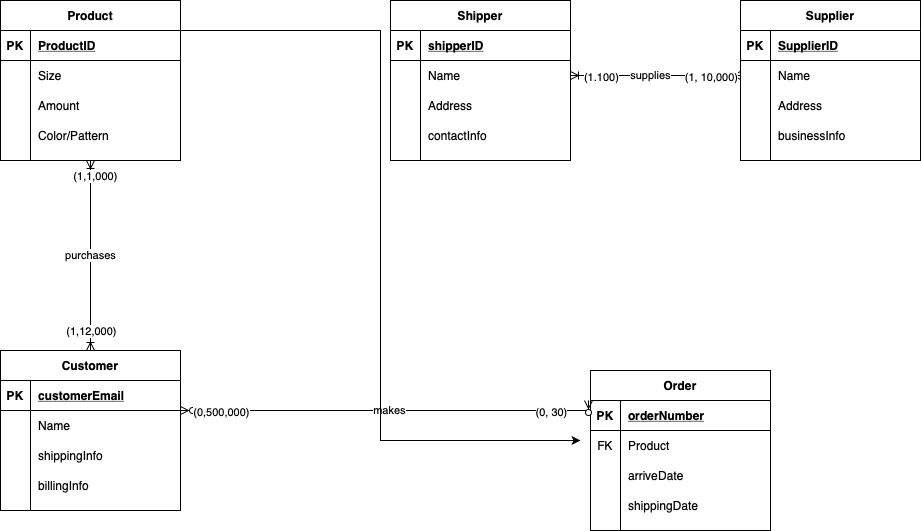 Product
PK ProductID
Size
Amount
Color/Pattern
Shipper
PK shipperID
Name
Address
contactInfo
Supplier
PK SupplierID
Name
Address
businessInfo
(1.100) supplies (1, 10,000)
(1,1,000)
purchases
(1,12,000)
Customer
PK customerEmail
Name
shippingInfo
billingInfo
(0,500,000) makes (0, 30)
Order
PK orderNumber
FK Product
arriveDate
shippingDate